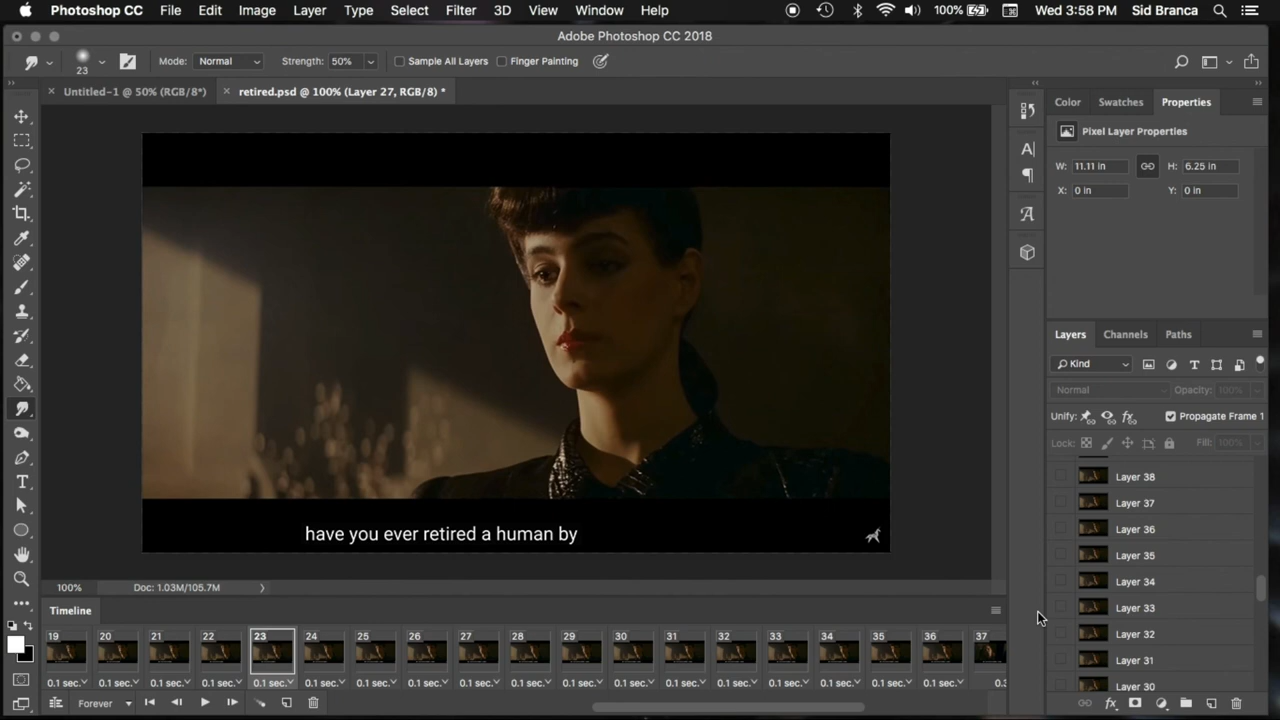 Photoshop CC File Edit Image Layer Type Select Filter 3D View Window Help 100% Wed 3:58 PM Sid Branca
Adobe Photoshop CC 2018
23 Mode: Normal Strength: 50% Sample All Layers Finger Painting
Untitled-1 @ 50% (RGB/8*) retired.psd @ 100% (Layer 27, RGB/8) *
Color Swatches Properties
Pixel Layer Properties
W: 11.11 in H: 6.25 in
X: 0 in Y: 0 in
Layers Channels Paths
Kind
Normal Opacity: 100%
Unify: Propagate Frame 1
Lock: Fill: 100%
Layer 38
Layer 37
Layer 36
Layer 35
Layer 34
Layer 33
Layer 32
Layer 31
Layer 30
have you ever retired a human by
100% Doc: 1.03M/105.7M
Timeline
19 20 21 22 23 24 25 26 27 28 29 30 31 32 33 34 35 36 37
0.1 sec. 0.1 sec. 0.1 sec. 0.1 sec. 0.1 sec. 0.1 sec. 0.1 sec. 0.1 sec. 0.1 sec. 0.1 sec. 0.1 sec. 0.1 sec. 0.1 sec. 0.1 sec. 0.1 sec. 0.1 sec. 0.1 sec. 0.1 sec.
Forever